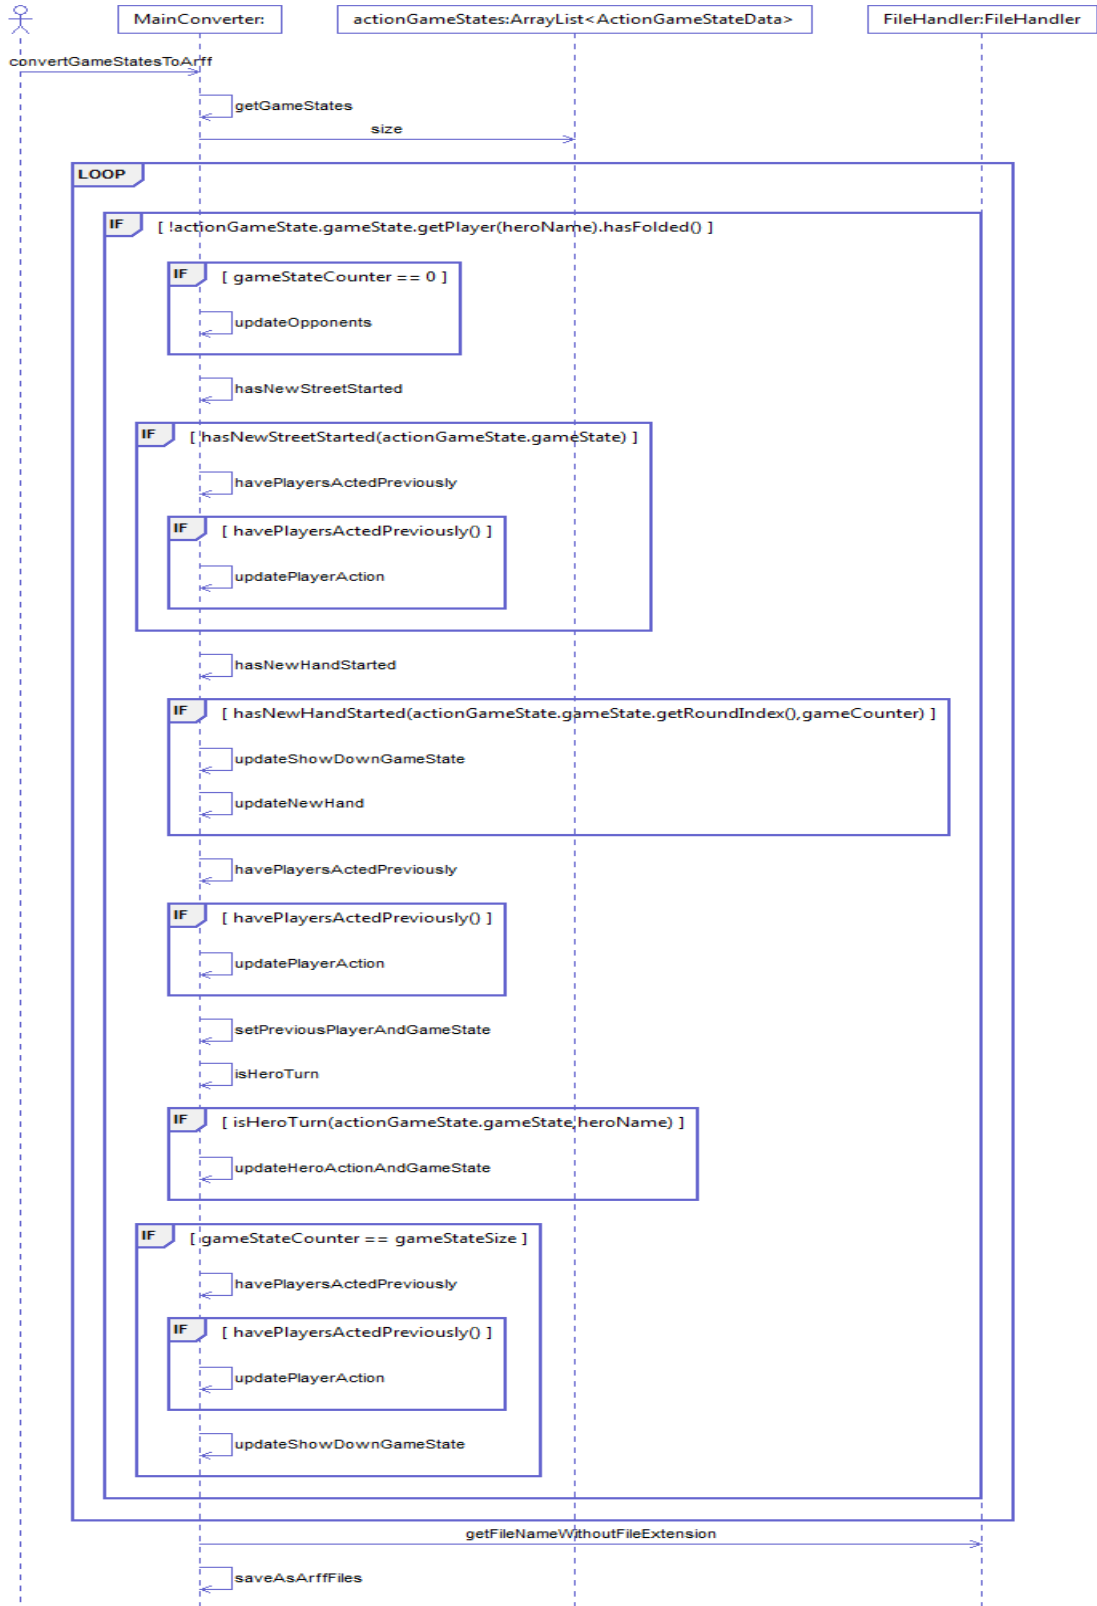 MainConverter:
actionGameStates:ArrayList<ActionGameStateData>
FileHandler:FileHandler
convertGameStatesToArff
getGameStates
size
LOOP
IF [ !actionGameState.gameState.getPlayer(heroName).hasFolded() ]
IF [ gameStateCounter == 0 ]
updateOpponents
hasNewStreetStarted
IF [ hasNewStreetStarted(actionGameState.gameState) ]
havePlayersActedPreviously
IF [ havePlayersActedPreviously() ]
updatePlayerAction
hasNewHandStarted
IF [ hasNewHandStarted(actionGameState.gameState.getRoundIndex(),gameCounter) ]
updateShowDownGameState
updateNewHand
havePlayersActedPreviously
IF [ havePlayersActedPreviously() ]
updatePlayerAction
setPreviousPlayerAndGameState
isHeroTurn
IF [ isHeroTurn(actionGameState.gameState,heroName) ]
updateHeroActionAndGameState
IF [ gameStateCounter == gameStateSize ]
havePlayersActedPreviously
IF [ havePlayersActedPreviously() ]
updatePlayerAction
updateShowDownGameState
getFileNameWithoutFileExtension
saveAsArffFiles